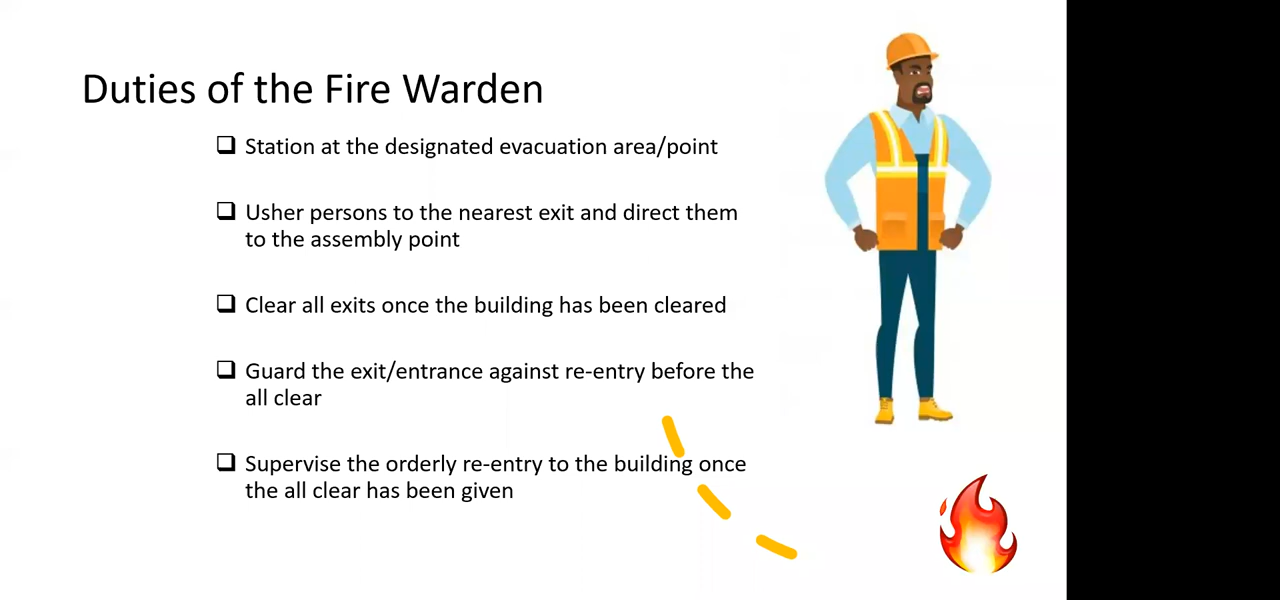 Duties of the Fire Warden
❑ Station at the designated evacuation area/point
❑ Usher persons to the nearest exit and direct them
to the assembly point
❑ Clear all exits once the building has been cleared
❑ Guard the exit/entrance against re-entry before the
all clear
❑ Supervise the orderly re-entry to the building once
the all clear has been given